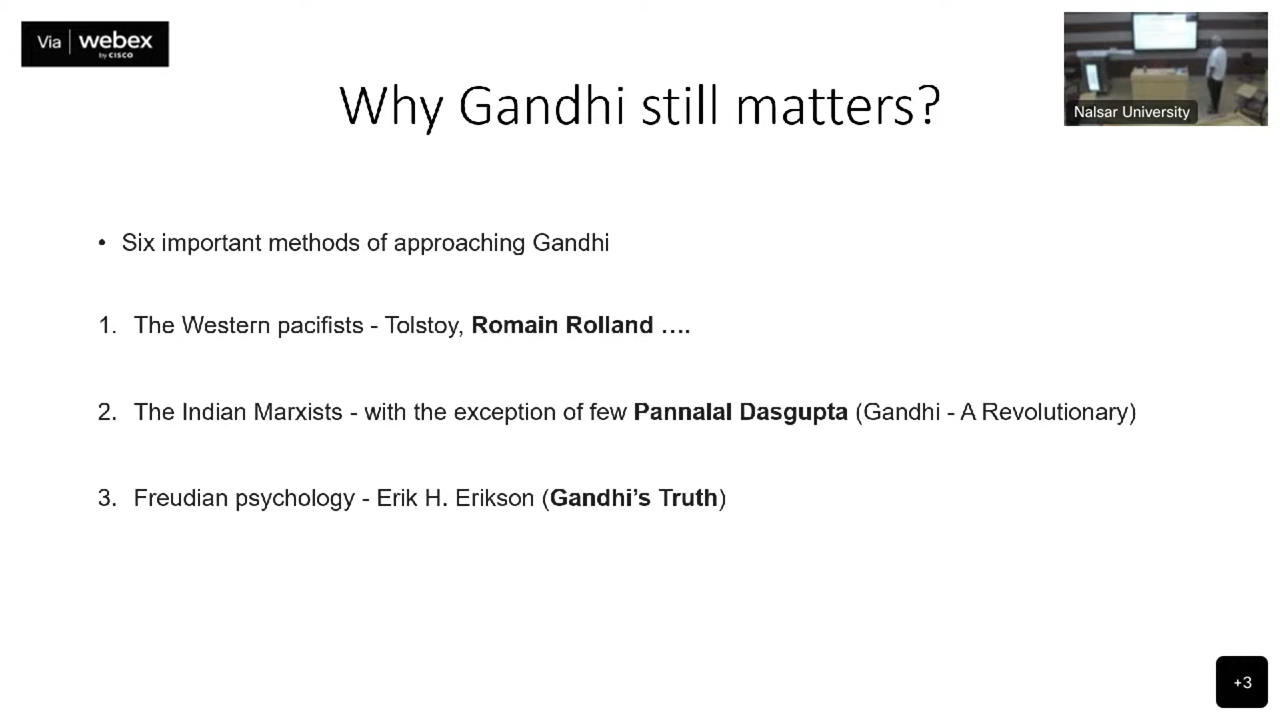 Via webex
by CISCO
Nalsar University
Why Gandhi still matters?
• Six important methods of approaching Gandhi
1. The Western pacifists - Tolstoy, Romain Rolland ….
2. The Indian Marxists - with the exception of few Pannalal Dasgupta (Gandhi - A Revolutionary)
3. Freudian psychology - Erik H. Erikson (Gandhi’s Truth)
+3